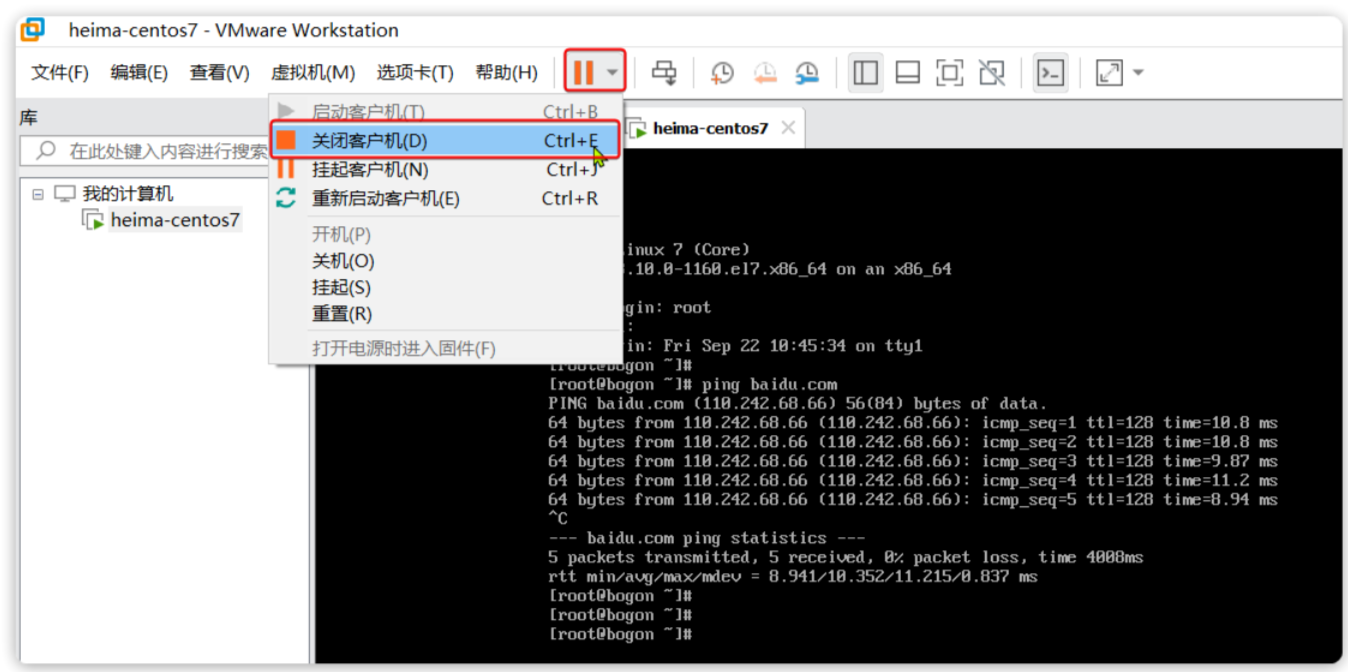 heima-centos7 - VMware Workstation
文件(F) 编辑(E) 查看(V) 虚拟机(M) 选项卡(T) 帮助(H)
库
在此处键入内容进行搜索
我的计算机
heima-centos7
启动客户机(T) Ctrl+B
关闭客户机(D) Ctrl+E
挂起客户机(N) Ctrl+J
重新启动客户机(E) Ctrl+R
开机(P)
关机(O)
挂起(S)
重置(R)
打开电源时进入固件(F)
heima-centos7
inux 7 (Core)
.10.0-1160.el7.x86_64 on an x86_64
gin: root
:
in: Fri Sep 22 10:45:34 on tty1
[root@bogon ~]#
[root@bogon ~]# ping baidu.com
PING baidu.com (110.242.68.66) 56(84) bytes of data.
64 bytes from 110.242.68.66 (110.242.68.66): icmp_seq=1 ttl=128 time=10.8 ms
64 bytes from 110.242.68.66 (110.242.68.66): icmp_seq=2 ttl=128 time=10.8 ms
64 bytes from 110.242.68.66 (110.242.68.66): icmp_seq=3 ttl=128 time=9.87 ms
64 bytes from 110.242.68.66 (110.242.68.66): icmp_seq=4 ttl=128 time=11.2 ms
64 bytes from 110.242.68.66 (110.242.68.66): icmp_seq=5 ttl=128 time=8.94 ms
^C
--- baidu.com ping statistics ---
5 packets transmitted, 5 received, 0% packet loss, time 4008ms
rtt min/avg/max/mdev = 8.941/10.352/11.215/0.837 ms
[root@bogon ~]#
[root@bogon ~]#
[root@bogon ~]#